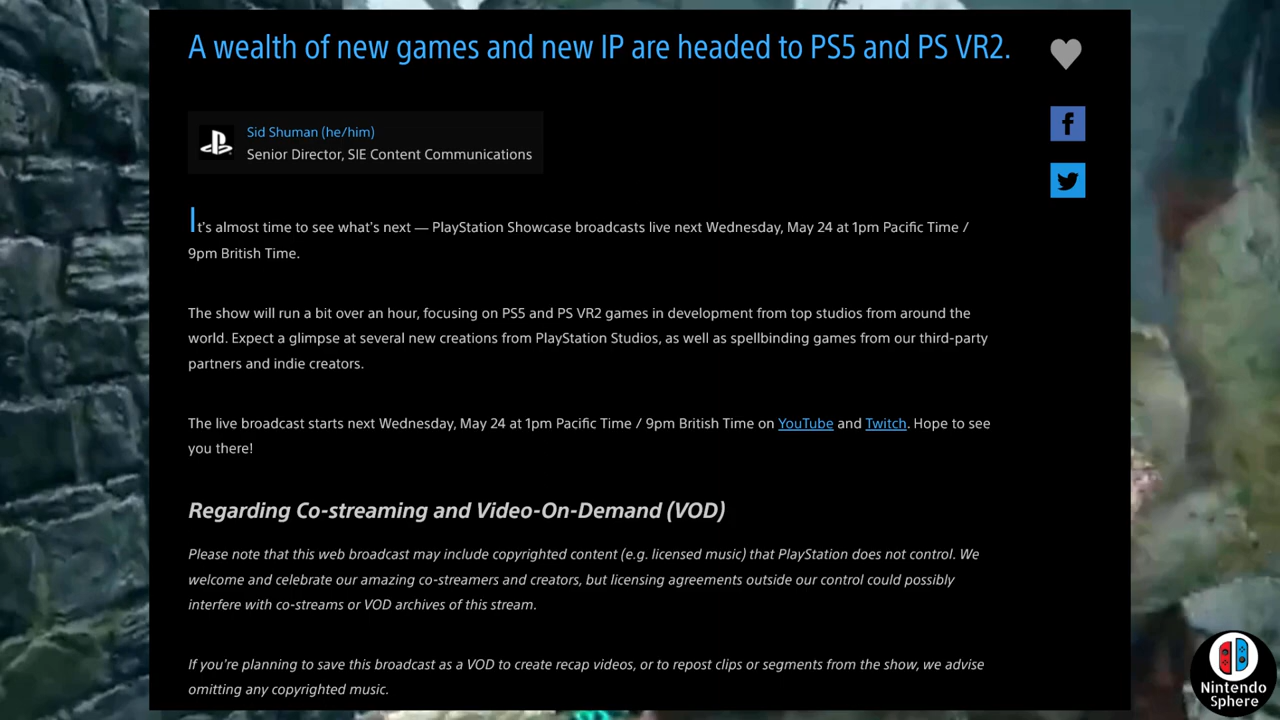 A wealth of new games and new IP are headed to PS5 and PS VR2.
Sid Shuman (he/him)
Senior Director, SIE Content Communications
It's almost time to see what's next — PlayStation Showcase broadcasts live next Wednesday, May 24 at 1pm Pacific Time /
9pm British Time.
The show will run a bit over an hour, focusing on PS5 and PS VR2 games in development from top studios from around the
world. Expect a glimpse at several new creations from PlayStation Studios, as well as spellbinding games from our third-party
partners and indie creators.
The live broadcast starts next Wednesday, May 24 at 1pm Pacific Time / 9pm British Time on YouTube and Twitch. Hope to see
you there!
Regarding Co-streaming and Video-On-Demand (VOD)
Please note that this web broadcast may include copyrighted content (e.g. licensed music) that PlayStation does not control. We
welcome and celebrate our amazing co-streamers and creators, but licensing agreements outside our control could possibly
interfere with co-streams or VOD archives of this stream.
If you're planning to save this broadcast as a VOD to create recap videos, or to repost clips or segments from the show, we advise
omitting any copyrighted music.
Nintendo
Sphere